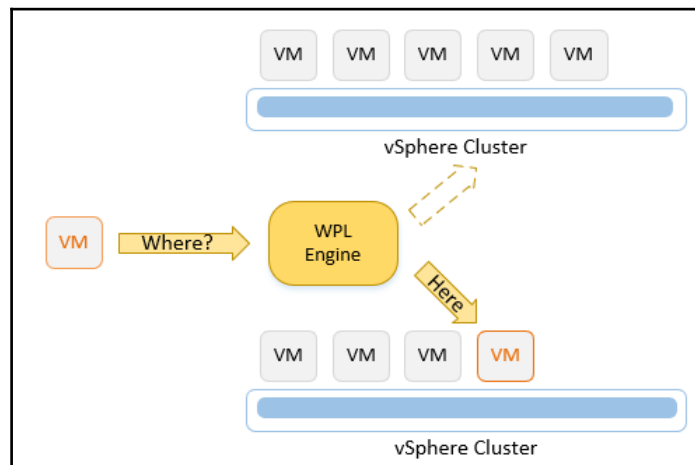 VM VM VM VM VM
vSphere Cluster
VM
Where?
WPL
Engine
Here
VM VM VM VM
vSphere Cluster